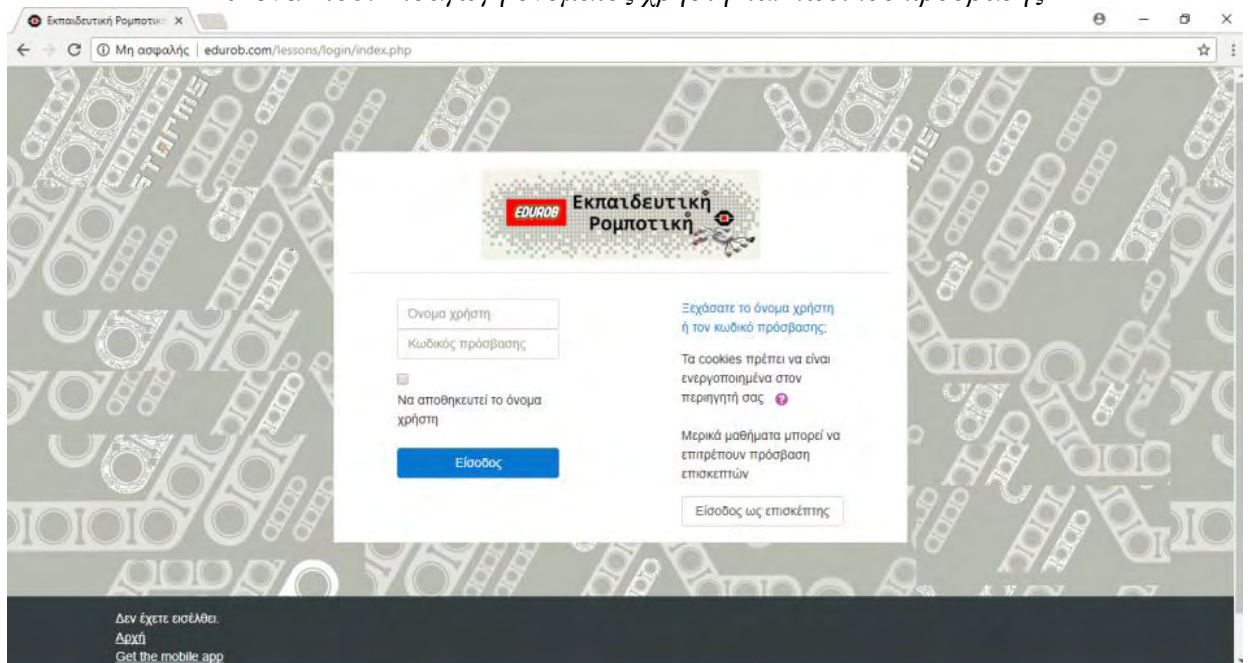 Εκπαιδευτική Ρομποτικ
Μη ασφαλής | edurob.com/lessons/login/index.php
EDUROB
Εκπαιδευτική
Ρομποτική
Όνομα χρήστη
Κωδικός πρόσβασης
Να αποθηκευτεί το όνομα
χρήστη
Είσοδος
Ξεχάσατε το όνομα χρήστη
ή τον κωδικό πρόσβασης;
Τα cookies πρέπει να είναι
ενεργοποιημένα στον
περιηγητή σας
Μερικά μαθήματα μπορεί να
επιτρέπουν πρόσβαση
επισκεπτών
Είσοδος ως επισκέπτης
Δεν έχετε εισέλθει.
Αρχή
Get the mobile app